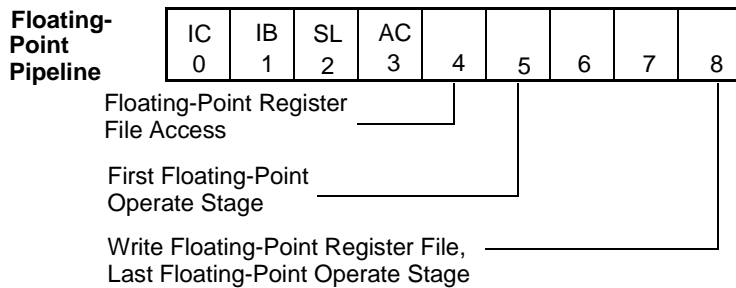 Floating-
Point
Pipeline
IC IB SL AC
0 1 2 3 4 5 6 7 8
Floating-Point Register
File Access
First Floating-Point
Operate Stage
Write Floating-Point Register File,
Last Floating-Point Operate Stage